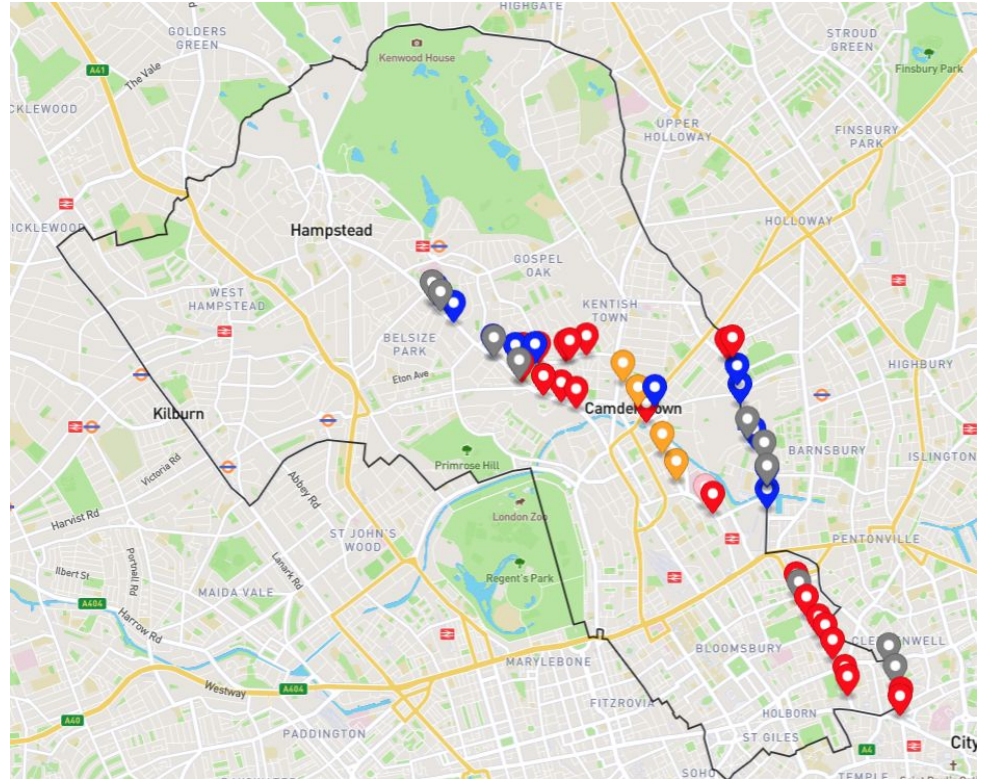 HIGHGATE
GOLDERS
GREEN
STROUD
GREEN
Kenwood House
Finsbury Park
A41
The Vale
CKLEWOOD
UPPER
HOLLOWAY
FINSBURY
PARK
ICKLEWOOD
Hampstead
HOLLOWAY
GOSPEL
OAK
WEST
HAMPSTEAD
KENTISH
TOWN
BELSIZE
PARK
HIGHBURY
Eton Ave
Kilburn
Camden Town
BARNSBURY
ISLINGTON
Victoria Rd
Primrose Hill
Abbey Rd
London Zoo
Harvist Rd
ST JOHN'S
WOOD
PENTONVILLE
Portnell Rd
Lanark Rd
Regent's Park
Ilbert St
A404
MAIDA VALE
Harrow Rd
BLOOMSBURY
CLERKENWELL
MARYLEBONE
Westway
A404
FITZROVIA
HOLBORN
A40
PADDINGTON
ST GILES
A4
City
SOHO
TEMPLE